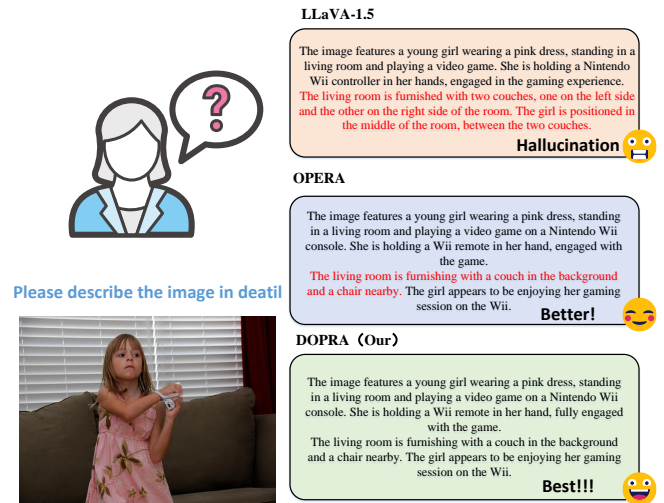 LLaVA-1.5
The image features a young girl wearing a pink dress, standing in a
living room and playing a video game. She is holding a Nintendo
Wii controller in her hands, engaged in the gaming experience.
The living room is furnished with two couches, one on the left side
and the other on the right side of the room. The girl is positioned in
the middle of the room, between the two couches.
Hallucination
?
OPERA
The image features a young girl wearing a pink dress, standing
in a living room and playing a video game on a Nintendo Wii
console. She is holding a Wii remote in her hand, engaged with
the game.
The living room is furnishing with a couch in the background
and a chair nearby. The girl appears to be enjoying her gaming
session on the Wii.
Better!
Please describe the image in deatil
DOPRA（Our）
The image features a young girl wearing a pink dress, standing
in a living room and playing a video game on a Nintendo Wii
console. She is holding a Wii remote in her hand, fully engaged
with the game.
The living room is furnishing with a couch in the background
and a chair nearby. The girl appears to be enjoying her gaming
session on the Wii.
Best!!!